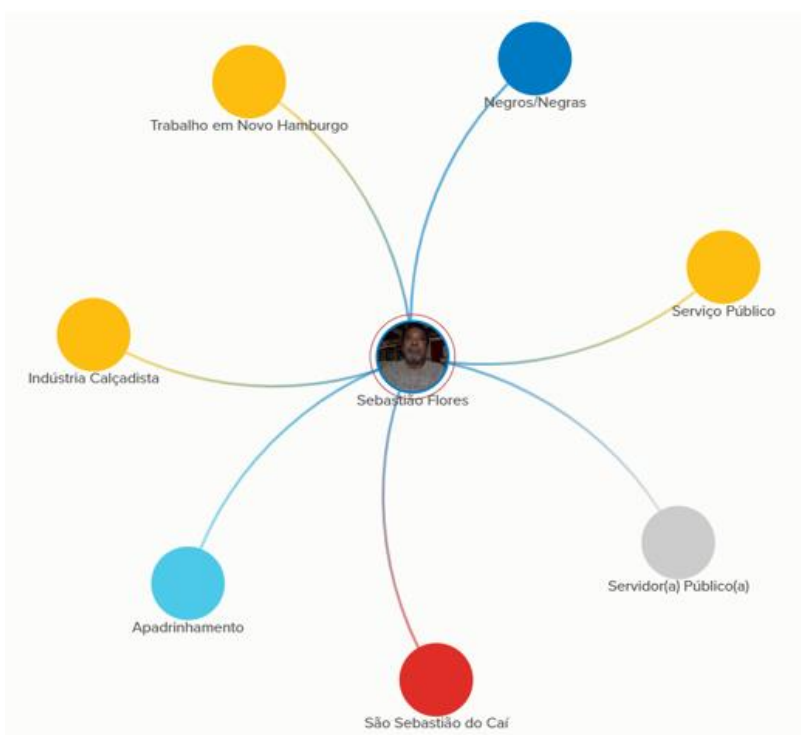 Negros/Negras
Trabalho em Novo Hamburgo
Serviço Público
Indústria Calçadista
Sebastião Flores
Servidor(a) Público(a)
Apadrinhamento
São Sebastião do Caí